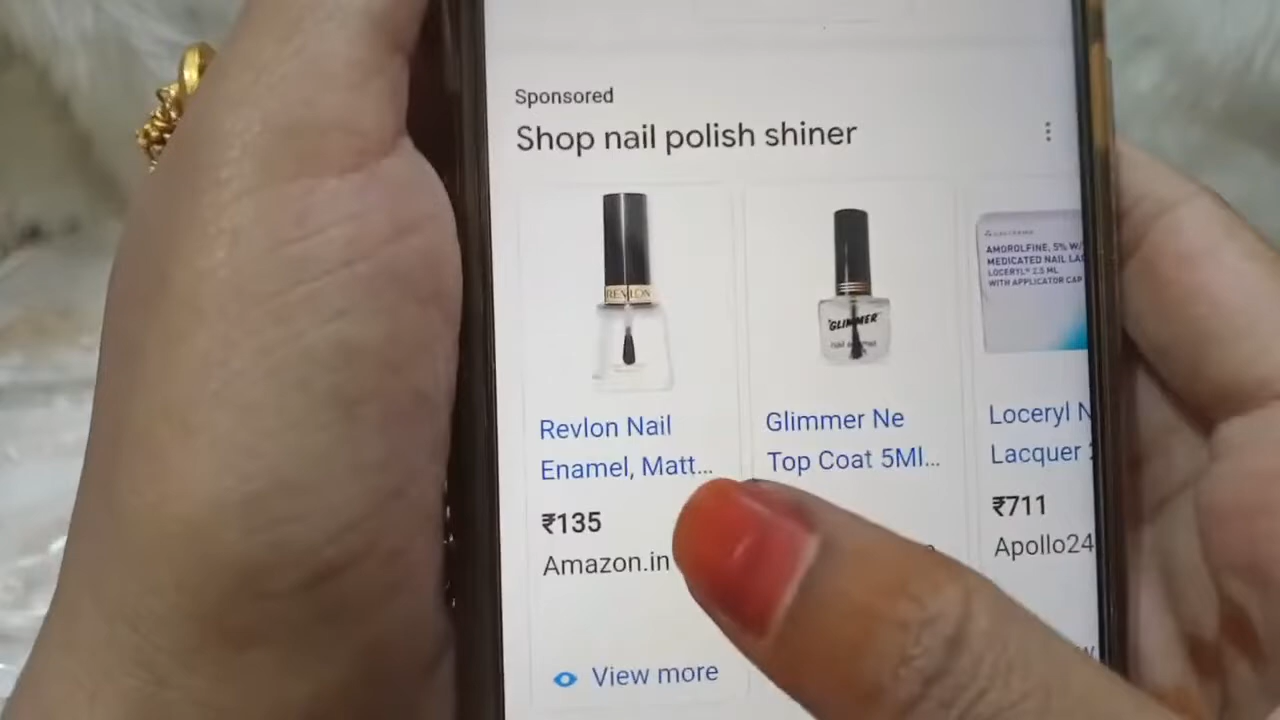 Sponsored
Shop nail polish shiner
REVLON
GLIMMER
AMOROLFINE, 5% W/
MEDICATED NAIL LA
LOCERYL® 2.5 ML
WITH APPLICATOR CAP
Revlon Nail
Enamel, Matt...
₹135
Amazon.in
View more
Glimmer Ne
Top Coat 5Ml...
Loceryl N
Lacquer
₹711
Apollo24